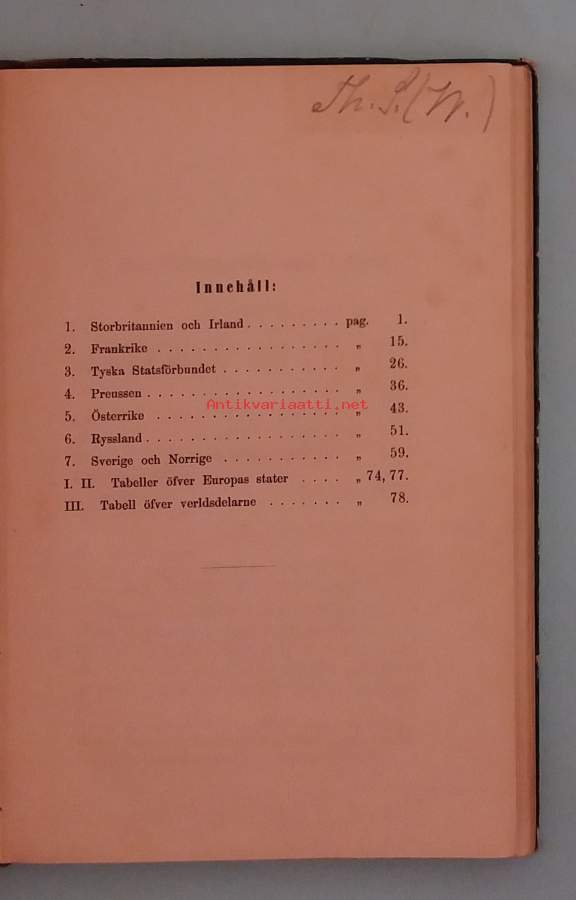 Th. S. (W.)
Innehåll:
1. Storbritannien och Irland . . . . . . . . . pag. 1.
2. Frankrike . . . . . . . . . . . . . . . . . „ 15.
3. Tyska Statsförbundet . . . . . . . . . . . „ 26.
4. Preussen . . . . . . . . . . . . . . . . . . „ 36.
Antikvariaatti.net
5. Österrike . . . . . . . . . . . . . . . . . „ 43.
6. Ryssland . . . . . . . . . . . . . . . . . . „ 51.
7. Sverige och Norrige . . . . . . . . . . . „ 59.
I. II. Tabeller öfver Europas stater . . . . „ 74, 77.
III. Tabell öfver verldsdelarne . . . . . . . „ 78.